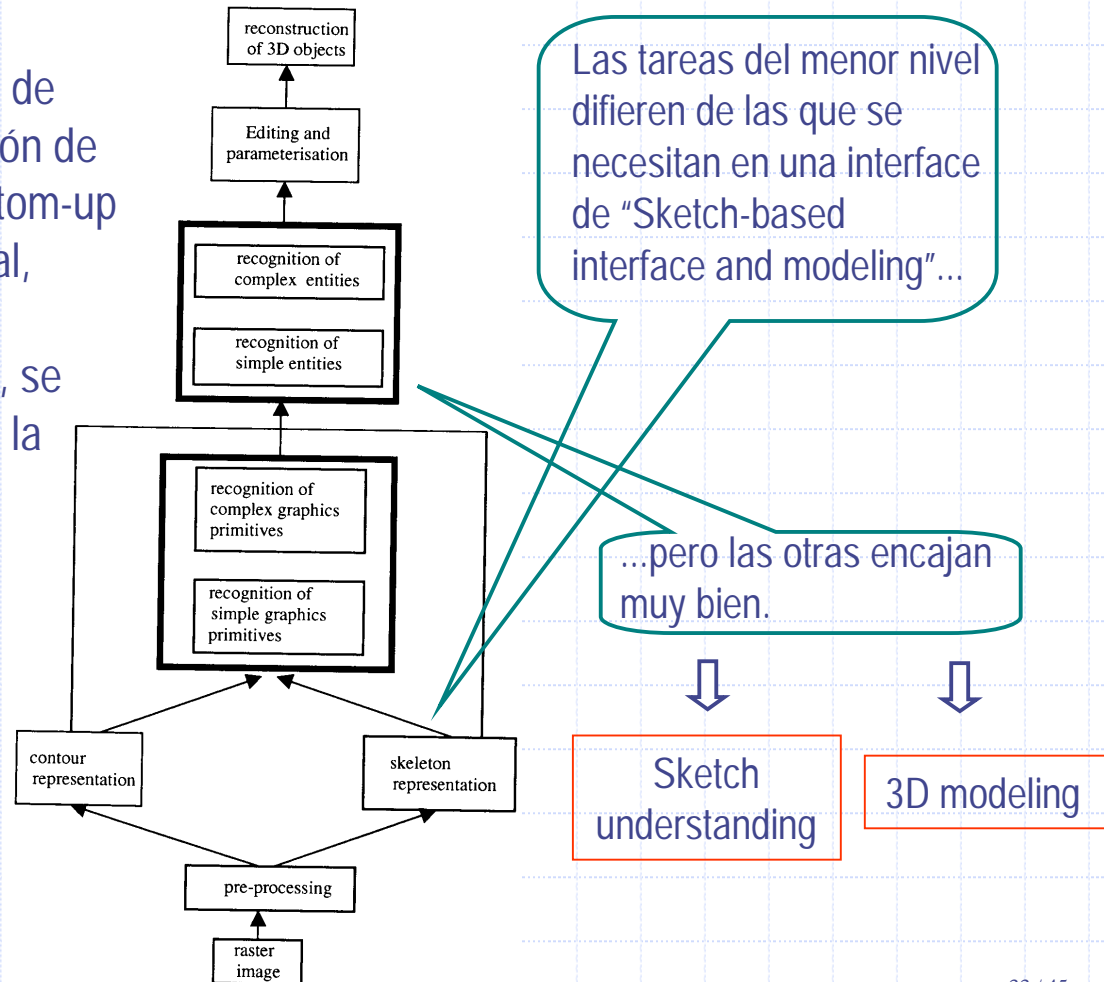 de
ón de
tom-up
al,
, se
la
reconstruction
of 3D objects
Editing and
parameterisation
recognition of
complex entities
recognition of
simple entities
recognition of
complex graphics
primitives
recognition of
simple graphics
primitives
contour
representation
skeleton
representation
pre-processing
raster
image
Las tareas del menor nivel
difieren de las que se
necesitan en una interface
de “Sketch-based
interface and modeling”...
...pero las otras encajan
muy bien.
Sketch
understanding
3D modeling